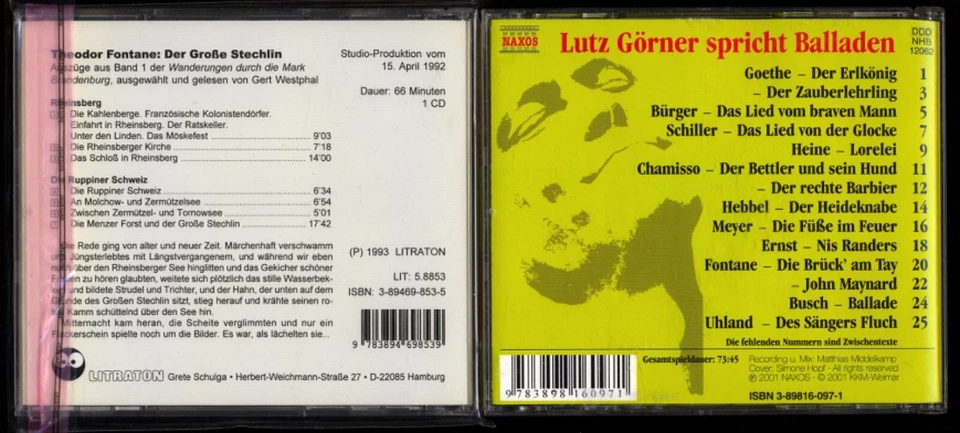 Theodor Fontane: Der Große Stechlin
Auszüge aus Band 1 der Wanderungen durch die Mark
Brandenburg, ausgewählt und gelesen von Gert Westphal
Studio-Produktion vom
15. April 1992
Dauer: 66 Minuten
1 CD
Rheinsberg
Die Kahlenberge. Französische Kolonistendörfer.
Einfahrt in Rheinsberg. Der Ratskeller.
Unter den Linden. Das Möskefest 9'03
Die Rheinsberger Kirche 7'18
Das Schloß in Rheinsberg 14'00
Die Ruppiner Schweiz
Die Ruppiner Schweiz 6'34
An Molchow- und Zermützelsee 6'54
Zwischen Zermützel- und Tornowsee 5'01
Die Menzer Forst und der Große Stechlin 17'42
Die Rede ging von alter und neuer Zeit. Märchenhaft verschwamm
uns Jüngsterlebtes mit Längstvergangenem, und während wir eben
noch über den Rheinsberger See hinglitten und das Gekicher schöner
Frauen zu hören glaubten, weitete sich plötzlich das stille Wasserbek-
ken und bildete Strudel und Trichter, und der Hahn, der unten auf dem
Grunde des Großen Stechlin sitzt, stieg herauf und krähte seinen ro-
ten Kamm schüttelnd über den See hin.
Mitternacht kam heran, die Scheite verglimmten und nur ein
Flackerschein spielte noch um die Bilder. Es war, als lächelten sie...
(P) 1993 LITRATON
LIT: 5.8853
ISBN: 3-89469-853-5
9 783894 698539
LITRATON Grete Schulga • Herbert-Weichmann-Straße 27 • D-22085 Hamburg
NAXOS
Lutz Görner spricht Balladen
DDD
NHB
12062
Goethe – Der Erlkönig 1
– Der Zauberlehrling 3
Bürger – Das Lied vom braven Mann 5
Schiller – Das Lied von der Glocke 7
Heine – Lorelei 9
Chamisso – Der Bettler und sein Hund 11
– Der rechte Barbier 12
Hebbel – Der Heideknabe 14
Meyer – Die Füße im Feuer 16
Ernst – Nis Randers 18
Fontane – Die Brück' am Tay 20
– John Maynard 22
Busch – Ballade 24
Uhland – Des Sängers Fluch 25
Die fehlenden Nummern sind Zwischentexte
Gesamtspieldauer: 73:45
Recording u. Mix: Matthias Middelkamp
Cover: Simone Hopf - All rights reserved
℗ 2001 NAXOS - © 2001 KKM-Weimar
9 783898 160971
ISBN 3-89816-097-1